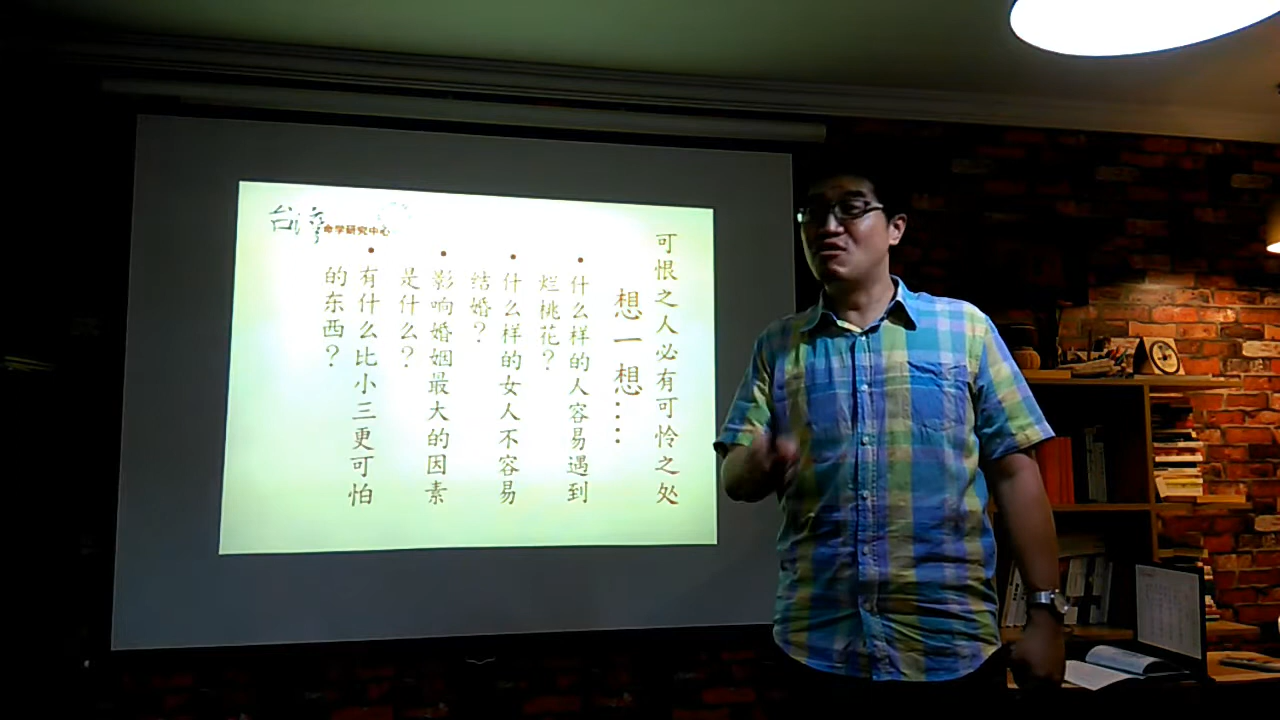 可恨之人必有可怜之处
想一想……
• 什么样的人容易遇到
烂桃花？
• 什么样的女人不容易
结婚？
• 影响婚姻最大的因素
是什么？
• 有什么比小三更可怕
的东西？
台湾命学研究中心